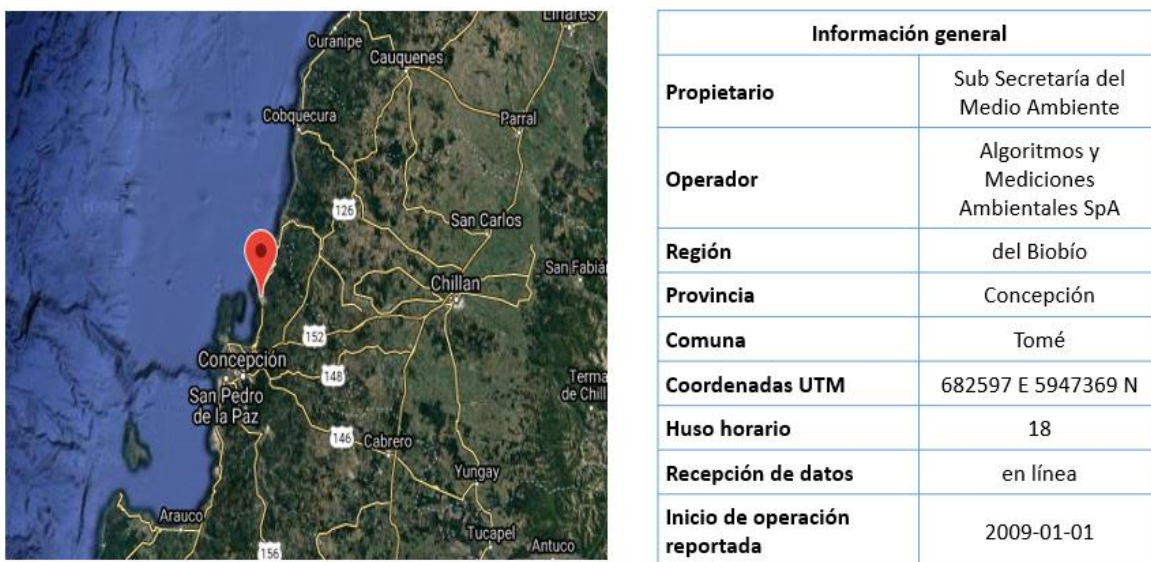 Linares
Curanipe
Cauquenes
Cobquecura
Parral
126
San Carlos
San Fabiá
Chillan
152
Concepción
148
San Pedro
de la Paz
Terma
de Chill
146
Cabrero
Yungay
Arauco
Tucapel
156
Antuco
Información general
Propietario
Sub Secretaría del
Medio Ambiente
Operador
Algoritmos y
Mediciones
Ambientales SpA
Región
del Biobío
Provincia
Concepción
Comuna
Tomé
Coordenadas UTM
682597 E 5947369 N
Huso horario
18
Recepción de datos
en línea
Inicio de operación
reportada
2009-01-01